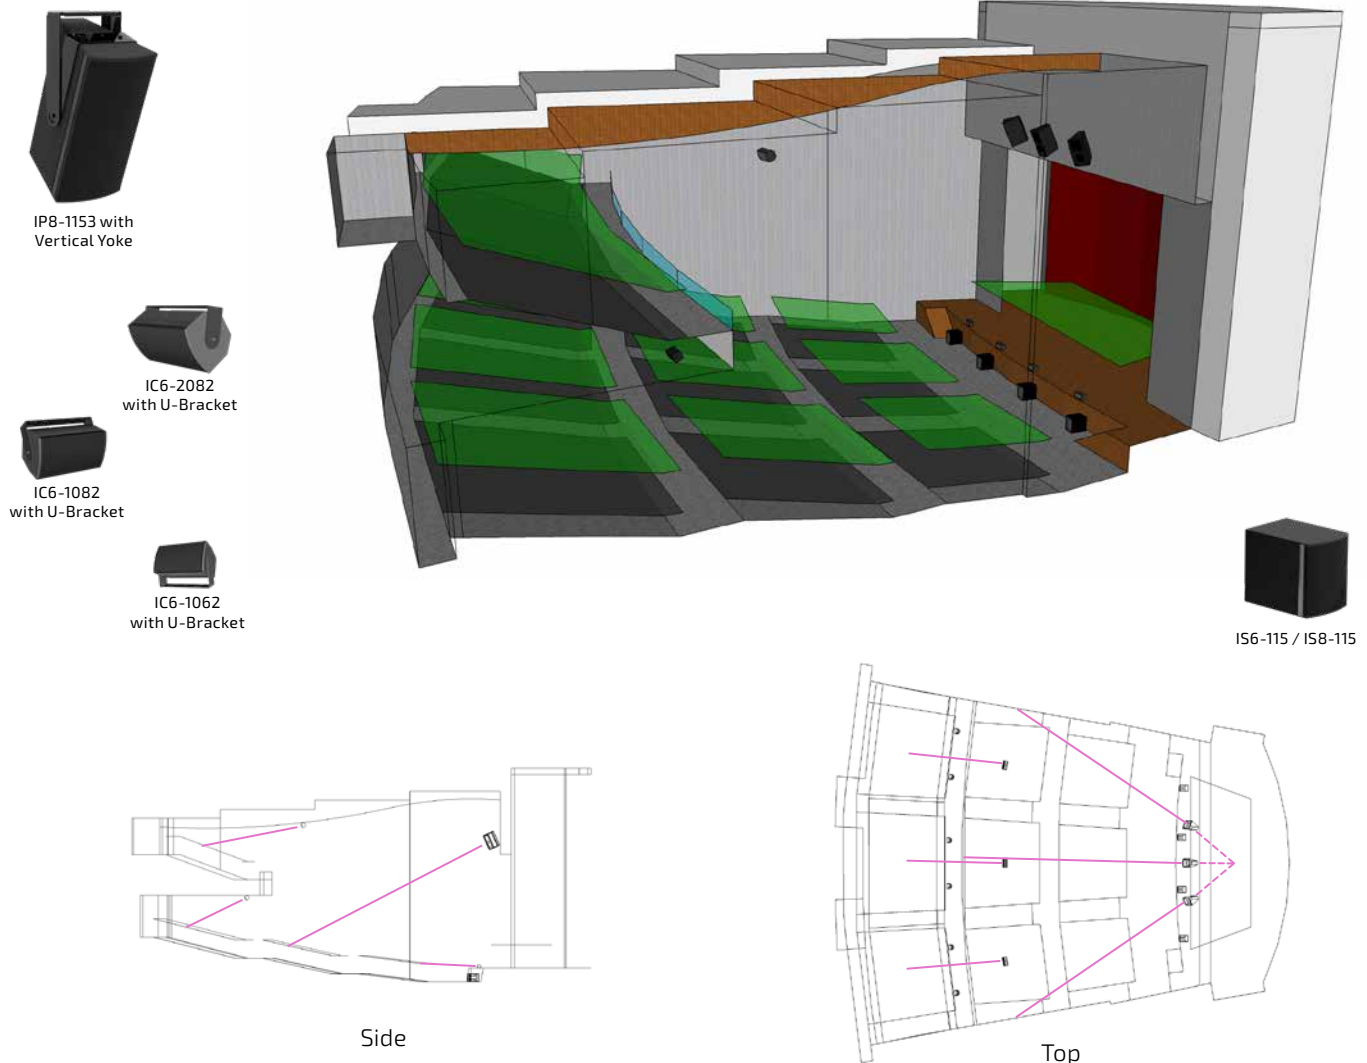 IP8-1153 with
Vertical Yoke
IC6-2082
with U-Bracket
IC6-1082
with U-Bracket
IC6-1062
with U-Bracket
IS6-115 / IS8-115
Side
Top